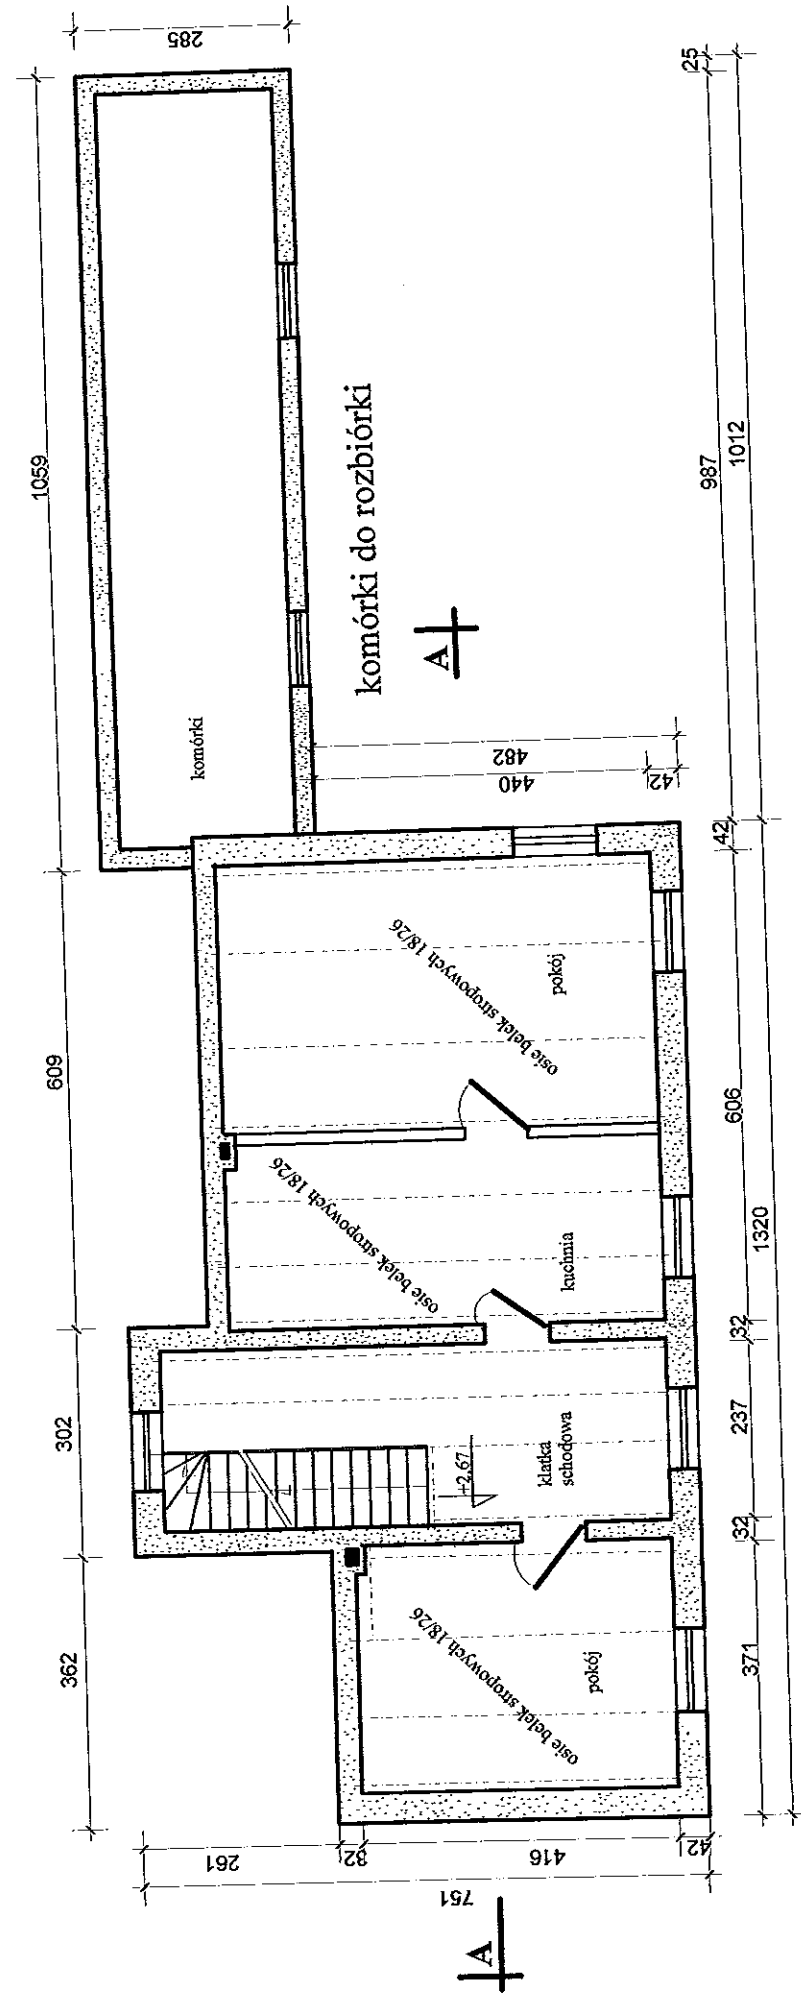 285
1059
609
302
362
komórki
komórki do rozbiórki
A
482
440
42
25
987
1012
osie belek stropowych 18/26
pokój
osie belek stropowych 18/26
kuchnia
klatka
schodowa
+2,67
osie belek stropowych 18/26
pokój
42
606
1320
32
237
32
371
261
32
416
42
751
A